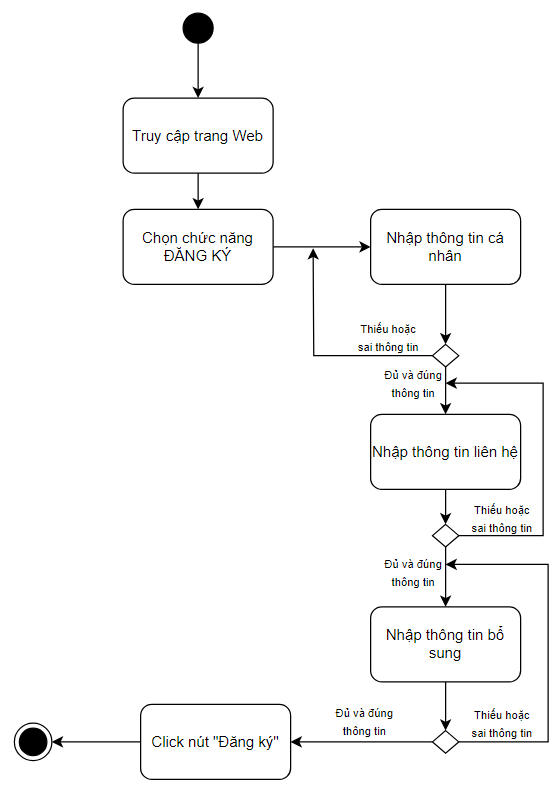 Truy cập trang Web
Chọn chức năng
ĐĂNG KÝ
Nhập thông tin cá
nhân
Thiếu hoặc
sai thông tin
Đủ và đúng
thông tin
Nhập thông tin liên hệ
Thiếu hoặc
sai thông tin
Đủ và đúng
thông tin
Nhập thông tin bổ
sung
Thiếu hoặc
sai thông tin
Đủ và đúng
thông tin
Click nút "Đăng ký"